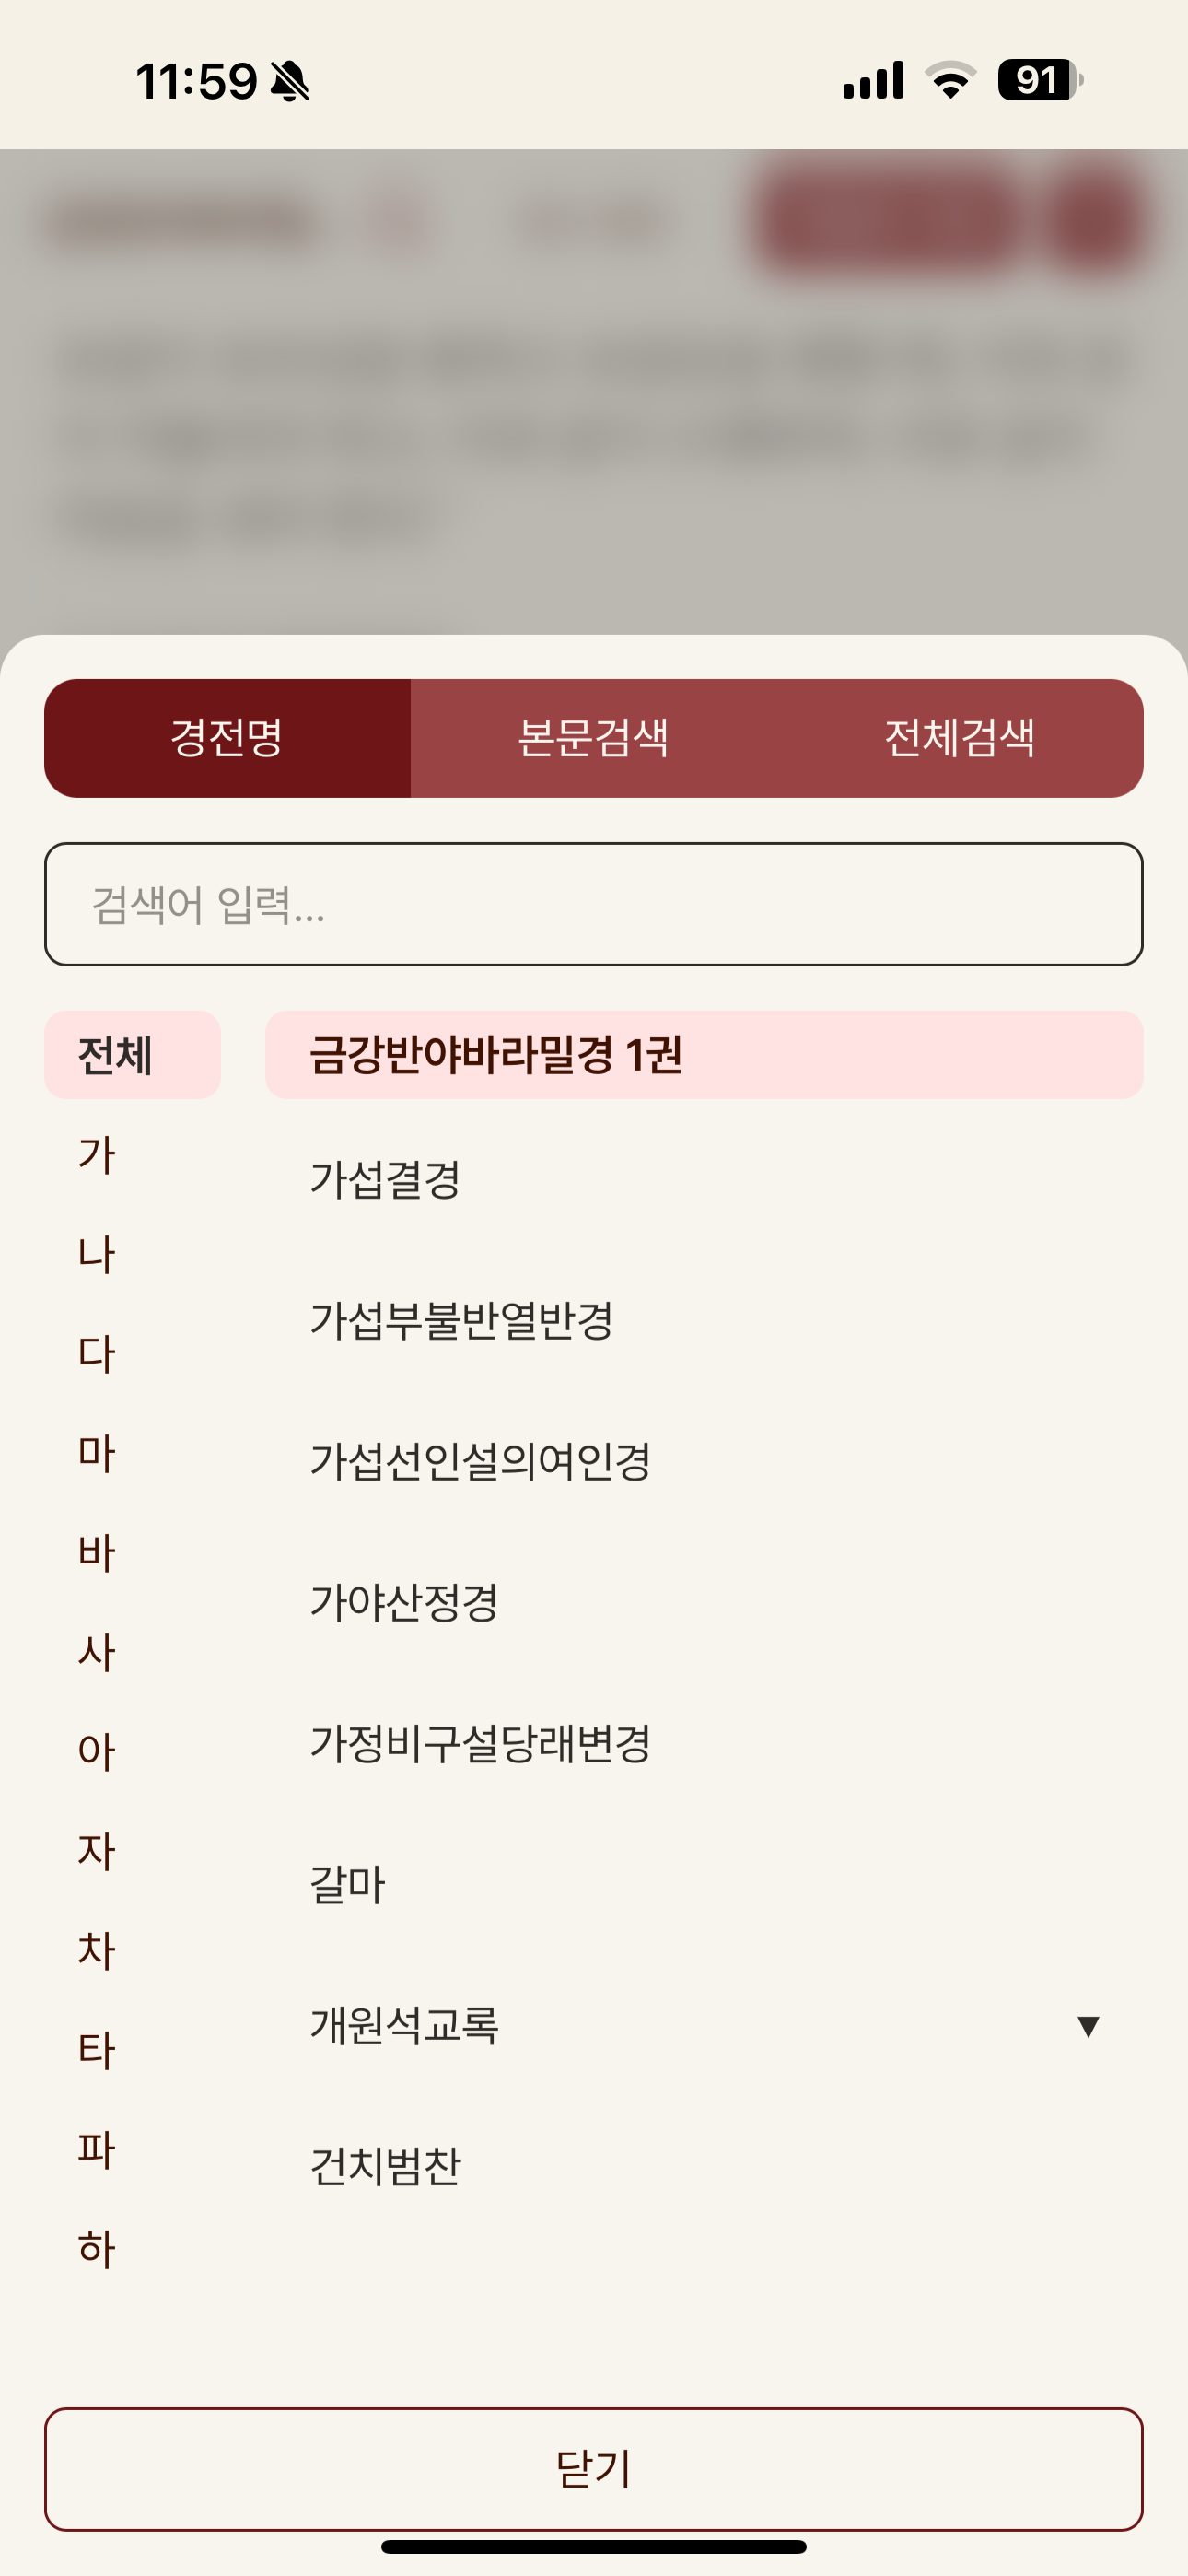 11:59
91
경전명 본문검색 전체검색
검색어 입력...
전체
금강반야바라밀경 1권
가
나
다
마
바
사
아
자
차
타
파
하
가섭결경
가섭부불반열반경
가섭선인설의여인경
가야산정경
가정비구설당래변경
갈마
개원석교록 ▼
건치범찬
닫기